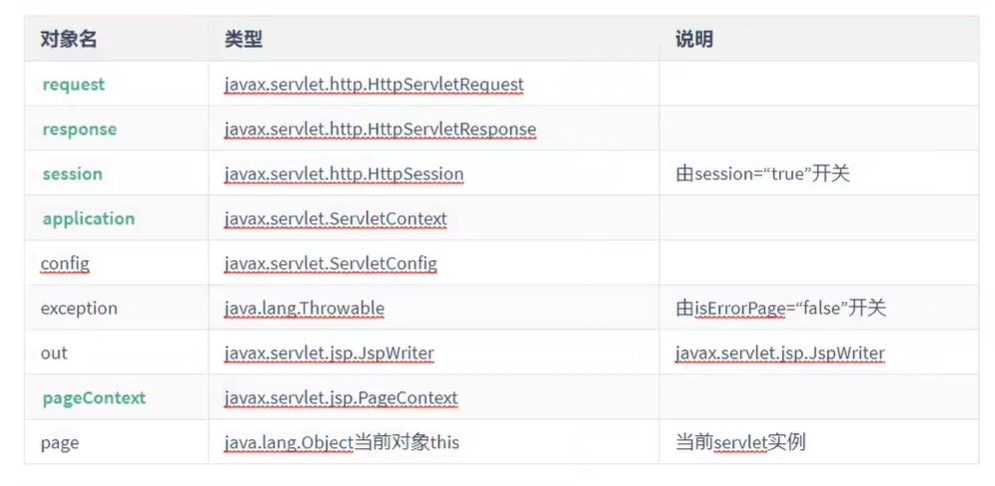 对象名 类型 说明
request javax.servlet.http.HttpServletRequest
response javax.servlet.http.HttpServletResponse
session javax.servlet.http.HttpSession 由session=“true”开关
application javax.servlet.ServletContext
config javax.servlet.ServletConfig
exception java.lang.Throwable 由isErrorPage=“false”开关
out javax.servlet.jsp.JspWriter javax.servlet.jsp.JspWriter
pageContext javax.servlet.jsp.PageContext
page java.lang.Object当前对象this 当前servlet实例